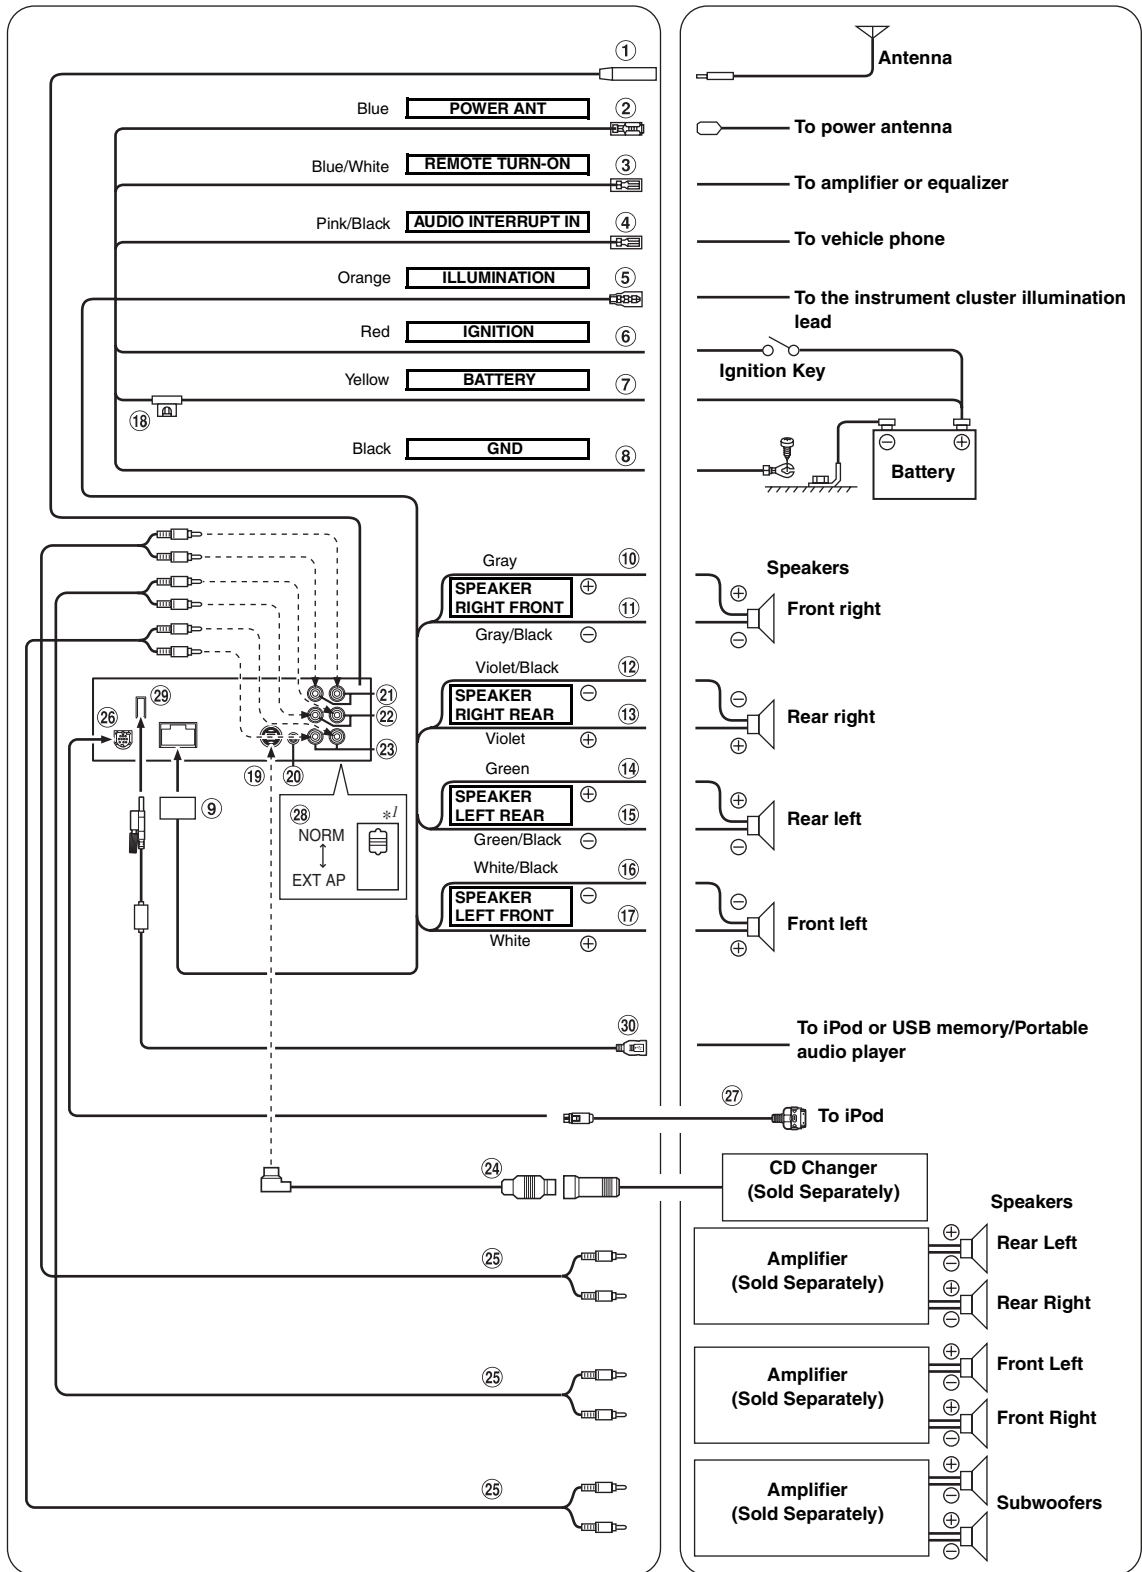 ①
Antenna
Blue POWER ANT ②
To power antenna
Blue/White REMOTE TURN-ON ③
To amplifier or equalizer
Pink/Black AUDIO INTERRUPT IN ④
To vehicle phone
Orange ILLUMINATION ⑤
To the instrument cluster illumination
lead
Red IGNITION ⑥
Ignition Key
Yellow BATTERY ⑦
⑱
Black GND ⑧
⊖ ⊕
Battery
Gray ⑩
SPEAKER
RIGHT FRONT
⊕
⑪
Gray/Black ⊖
Speakers
⊕
Front right
⊖
Violet/Black ⑫
SPEAKER
RIGHT REAR
⊖
⑬
Violet ⊕
⊖
Rear right
⊕
Green ⑭
SPEAKER
LEFT REAR
⊕
⑮
Green/Black ⊖
⊕
Rear left
⊖
White/Black ⑯
SPEAKER
LEFT FRONT
⊖
⑰
White ⊕
⊖
Front left
⊕
㉙
㉖
㉑
㉒
㉓
⑲ ⑳
⑨
㉘ *1
NORM
EXT AP
㉚
To iPod or USB memory/Portable
audio player
㉗
To iPod
㉔
CD Changer
(Sold Separately)
Speakers
㉕
Amplifier
(Sold Separately)
⊕
Rear Left
⊖
⊕
Rear Right
⊖
㉕
Amplifier
(Sold Separately)
⊕
Front Left
⊖
⊕
Front Right
⊖
㉕
Amplifier
(Sold Separately)
⊕
⊖
Subwoofers
⊕
⊖